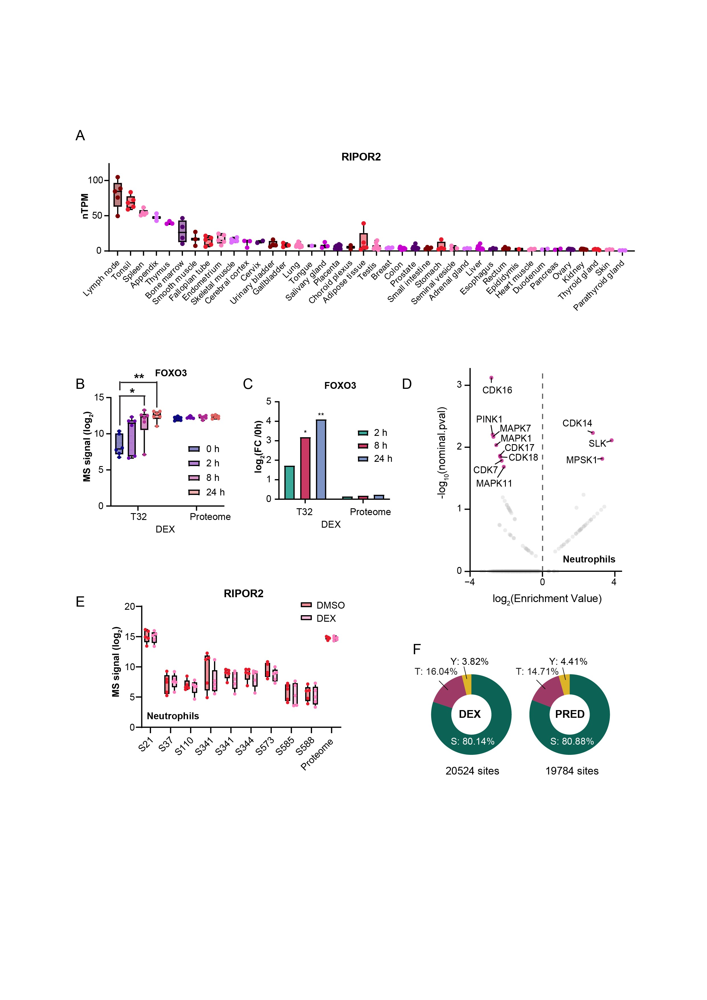 A
RIPOR2
nTPM
100
50
0
Lymph node
Tonsil
Spleen
Appendix
Thymus
Bone marrow
Smooth muscle
Fallopian tube
Endometrium
Skeletal muscle
Cerebral cortex
Cervix
Urinary bladder
Gallbladder
Lung
Tongue
Salivary gland
Placenta
Choroid plexus
Adipose tissue
Testis
Breast
Colon
Prostate
Small intestine
Stomach
Seminal vesicle
Adrenal gland
Liver
Esophagus
Rectum
Epididymis
Heart muscle
Duodenum
Pancreas
Ovary
Kidney
Thyroid gland
Skin
Parathyroid gland
B
FOXO3
**
*
MS signal (log2)
15
10
5
0
0 h
2 h
8 h
24 h
T32
Proteome
DEX
C
FOXO3
log2(FC /0h)
5
4
3
2
1
0
*
**
2 h
8 h
24 h
T32
Proteome
DEX
D
-log10(nominal.pval)
3
2
1
0
CDK16
PINK1
MAPK7
MAPK1
CDK17
CDK18
CDK7
MAPK11
CDK14
SLK
MPSK1
Neutrophils
−4
0
4
log2(Enrichment Value)
E
RIPOR2
DMSO
DEX
MS signal (log2)
20
15
10
5
0
Neutrophils
S21
S37
S110
S341
S341
S344
S573
S585
S588
Proteome
F
Y: 3.82%
T: 16.04%
DEX
S: 80.14%
20524 sites
Y: 4.41%
T: 14.71%
PRED
S: 80.88%
19784 sites